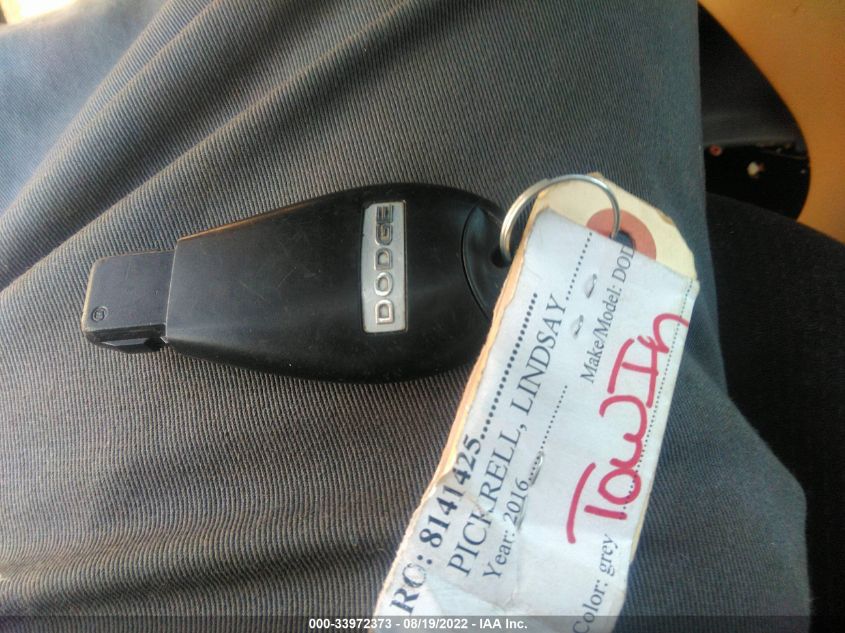 DODGE
RO: 8141425
PICKRELL, LINDSAY
Year: 2016
Make/Model: DOD
Color: grey
Tow In
000-33972373 - 08/19/2022 - IAA Inc.